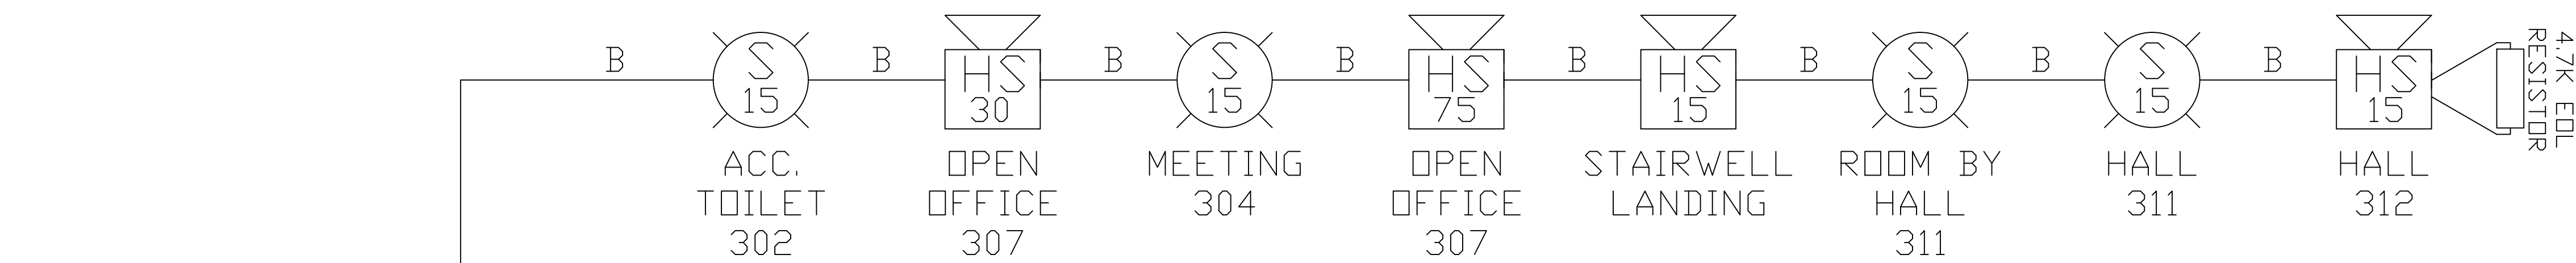 B B B B B B B B
S HS S HS HS S S HS
15 30 15 75 15 15 15 15
ACC. OPEN MEETING OPEN STAIRWELL ROOM BY HALL HALL
TOILET OFFICE 304 OFFICE LANDING HALL 311 312
302 307 307 311
4.7K EOL
RESISTOR